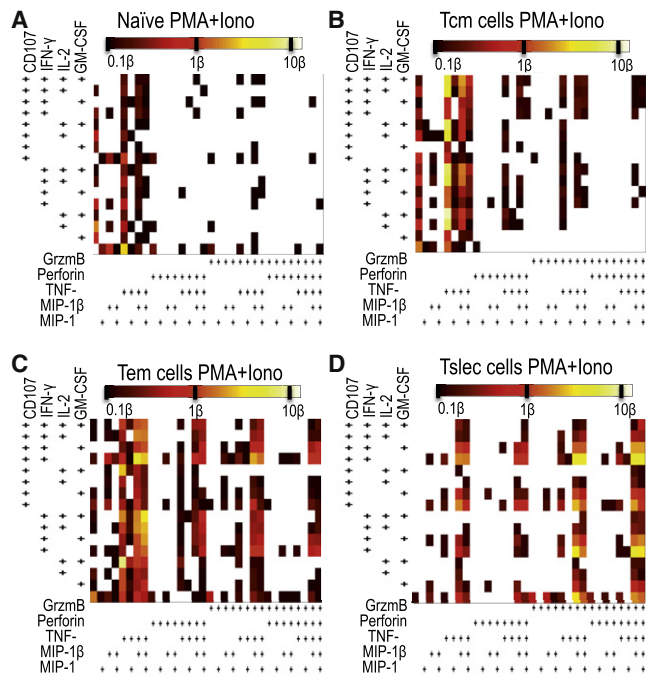 A Naïve PMA+Iono
CD107 IFN-γ IL-2 GM-CSF
0.1β 1β 10β
GrzmB
Perforin
TNF-
MIP-1β
MIP-1
B Tcm cells PMA+Iono
CD107 IFN-γ IL-2 GM-CSF
0.1β 1β 10β
GrzmB
Perforin
TNF-
MIP-1β
MIP-1
C Tem cells PMA+Iono
CD107 IFN-γ IL-2 GM-CSF
0.1β 1β 10β
GrzmB
Perforin
TNF-
MIP-1β
MIP-1
D Tslec cells PMA+Iono
CD107 IFN-γ IL-2 GM-CSF
0.1β 1β 10β
GrzmB
Perforin
TNF-
MIP-1β
MIP-1